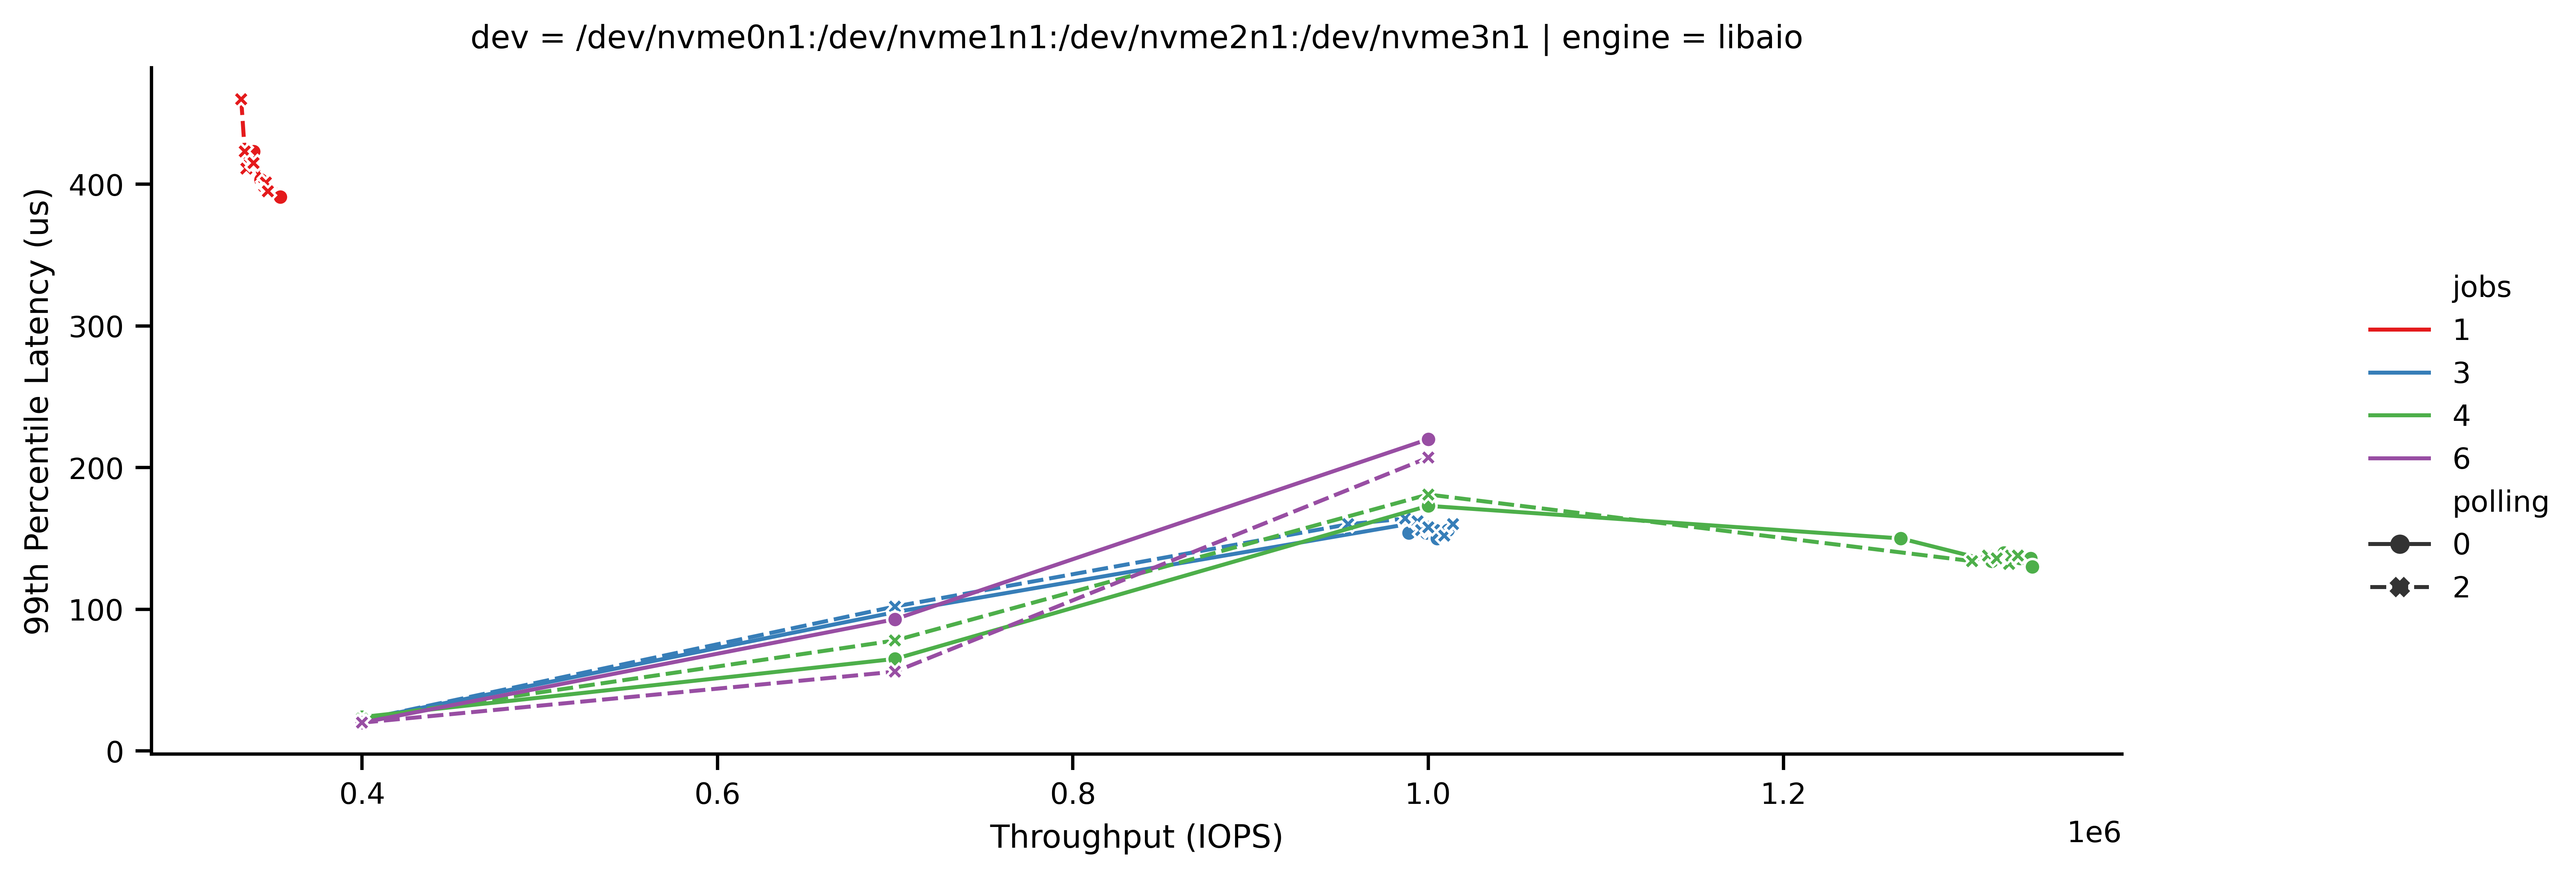 dev = /dev/nvme0n1:/dev/nvme1n1:/dev/nvme2n1:/dev/nvme3n1 | engine = libaio
99th Percentile Latency (us)
400
300
200
100
0
0.4
0.6
0.8
1.0
1.2
1e6
Throughput (IOPS)
jobs
1
3
4
6
polling
0
2